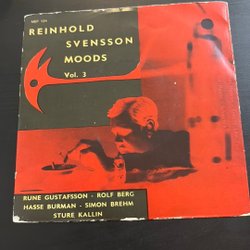 REINHOLD
SVENSSON
MOODS
Vol. 3
RUNE GUSTAFSSON - ROLF BERG
HASSE BURMAN - SIMON BREHM
STURE KALLIN